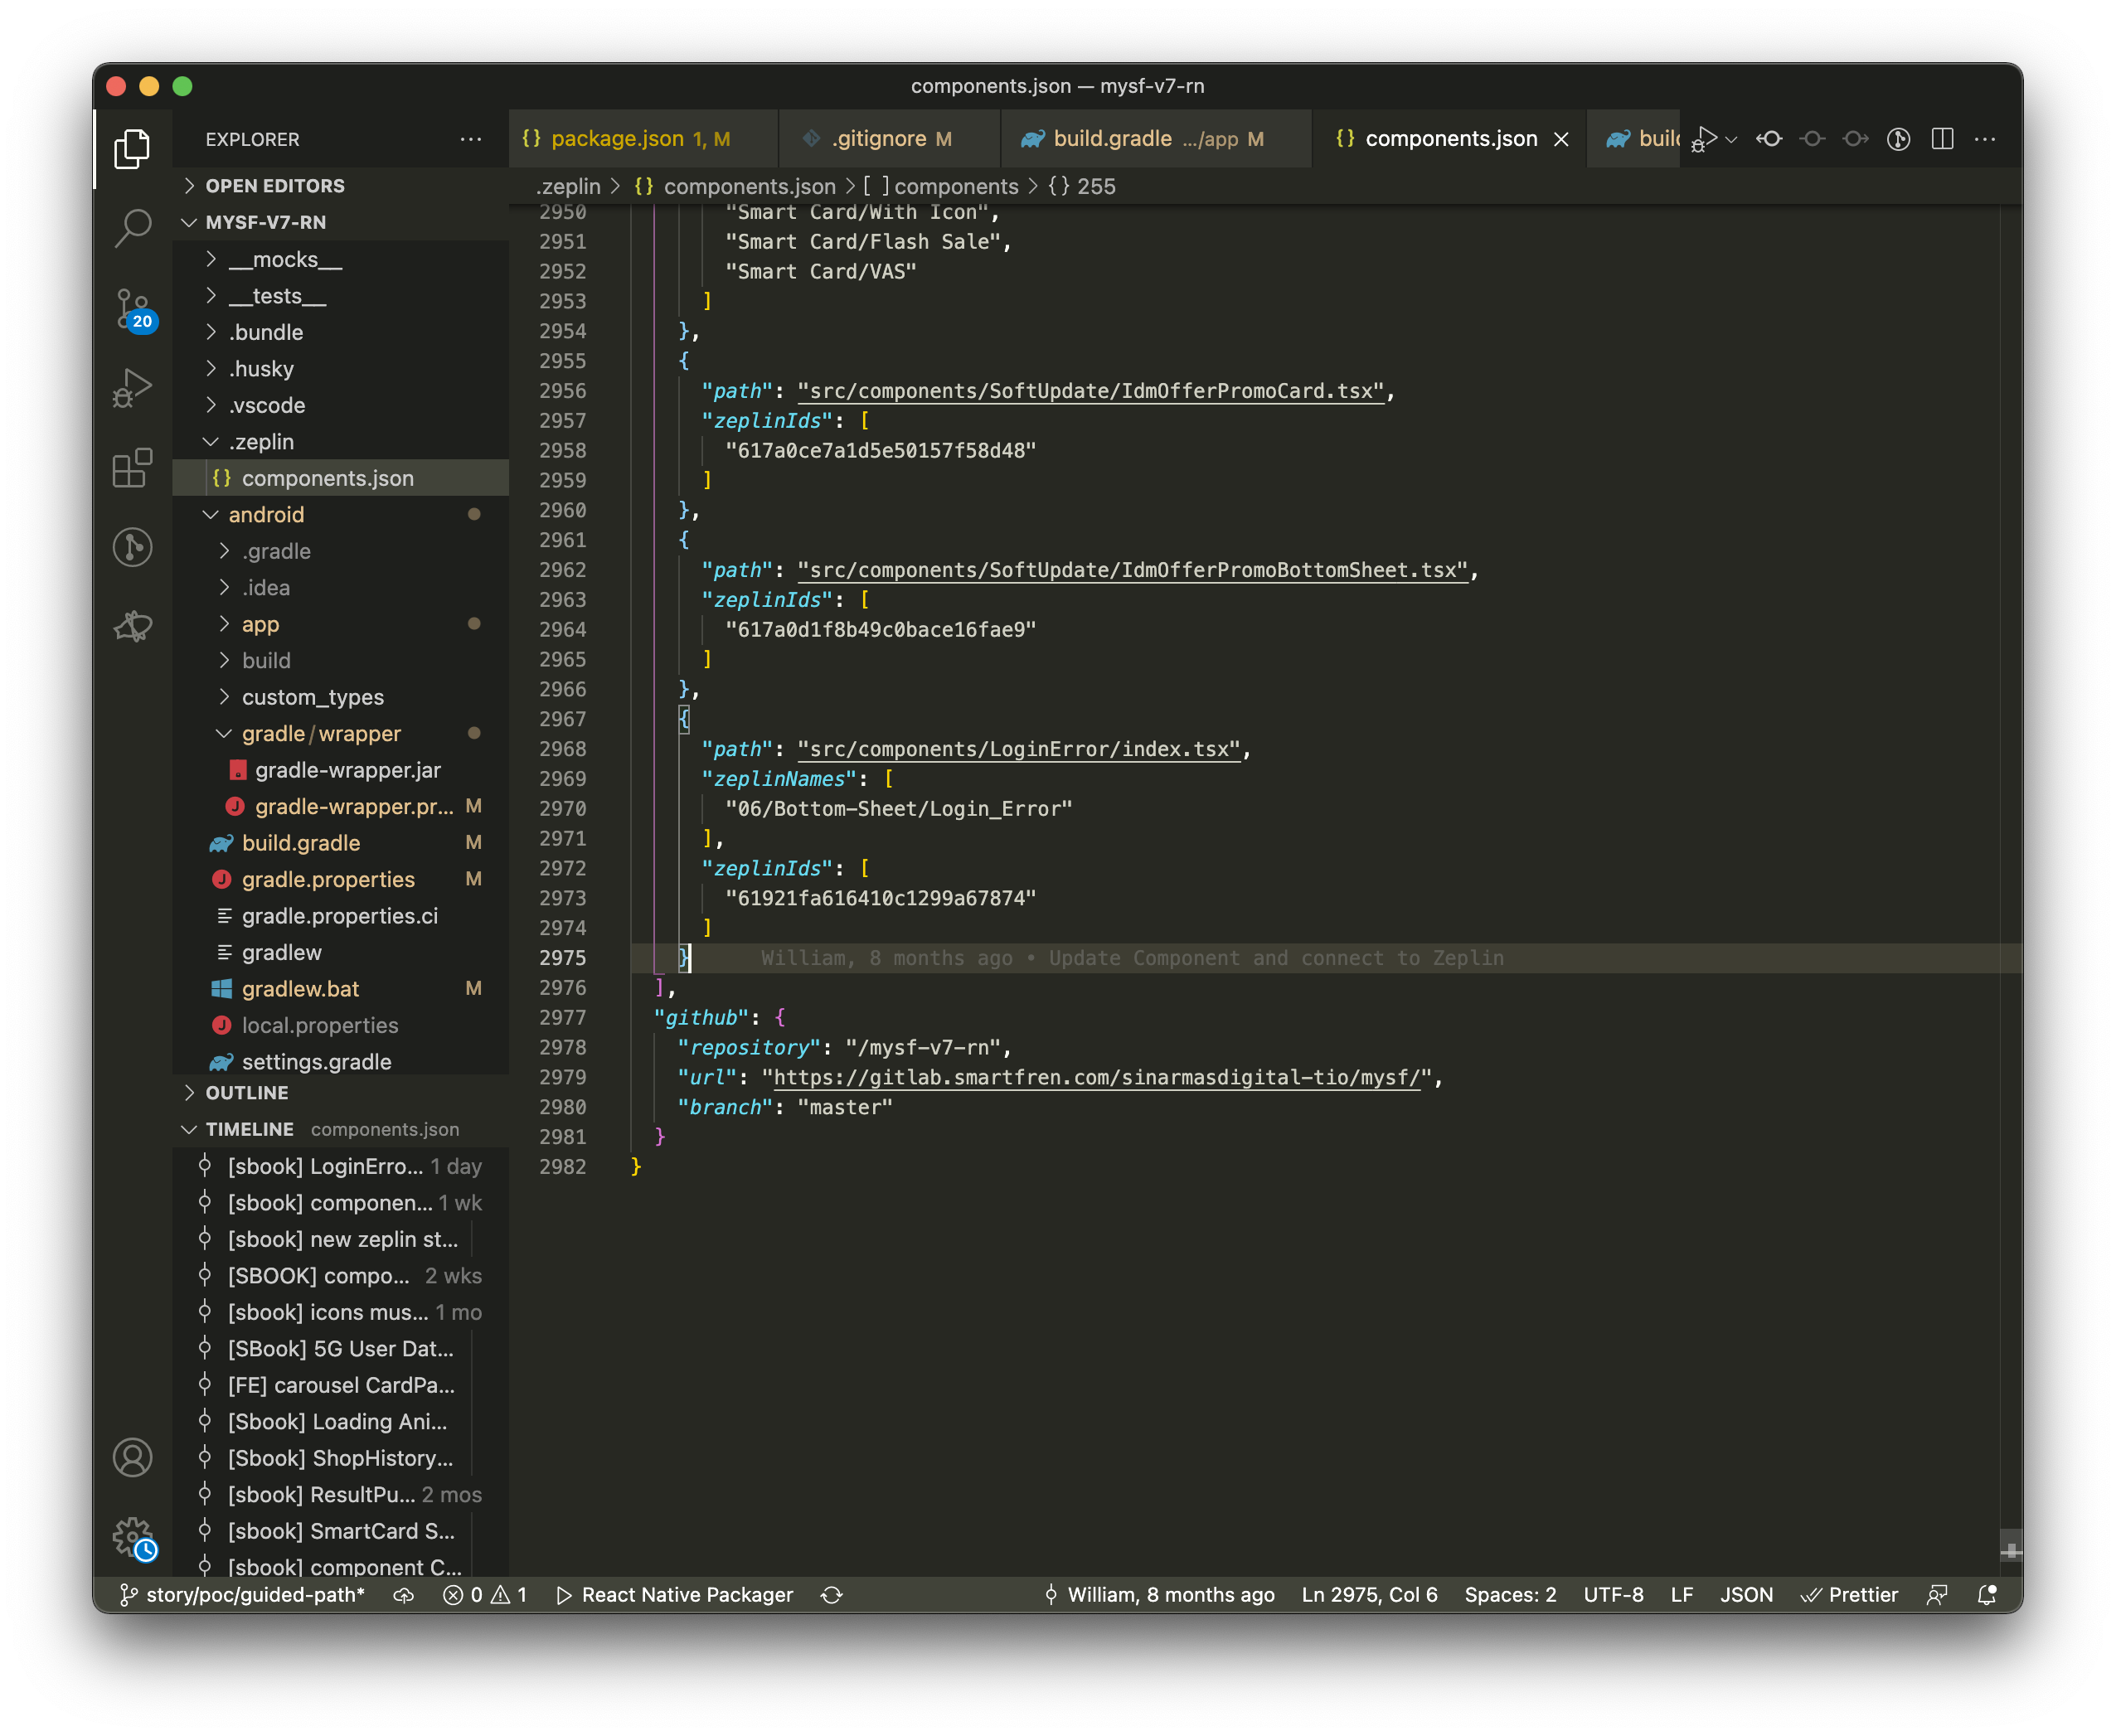 components.json — mysf-v7-rn
EXPLORER
OPEN EDITORS
MYSF-V7-RN
__mocks__
__tests__
.bundle
.husky
.vscode
.zeplin
{} components.json
android
.gradle
.idea
app
build
custom_types
gradle/wrapper
gradle-wrapper.jar
gradle-wrapper.pr... M
build.gradle M
gradle.properties M
gradle.properties.ci
gradlew
gradlew.bat M
local.properties
settings.gradle
OUTLINE
TIMELINE components.json
[sbook] LoginErro... 1 day
[sbook] componen... 1 wk
[sbook] new zeplin st...
[SBOOK] compo... 2 wks
[sbook] icons mus... 1 mo
[SBook] 5G User Dat...
[FE] carousel CardPa...
[Sbook] Loading Ani...
[Sbook] ShopHistory...
[sbook] ResultPu... 2 mos
[sbook] SmartCard S...
[sbook] component C...
20
{} package.json 1, M .gitignore M build.gradle .../app M {} components.json build
.zeplin > {} components.json > [ ] components > {} 255
2950 "Smart Card/With Icon",
2951 "Smart Card/Flash Sale",
2952 "Smart Card/VAS"
2953 ]
2954 },
2955 {
2956 "path": "src/components/SoftUpdate/IdmOfferPromoCard.tsx",
2957 "zeplinIds": [
2958 "617a0ce7a1d5e50157f58d48"
2959 ]
2960 },
2961 {
2962 "path": "src/components/SoftUpdate/IdmOfferPromoBottomSheet.tsx",
2963 "zeplinIds": [
2964 "617a0d1f8b49c0bace16fae9"
2965 ]
2966 },
2967 {
2968 "path": "src/components/LoginError/index.tsx",
2969 "zeplinNames": [
2970 "06/Bottom-Sheet/Login_Error"
2971 ],
2972 "zeplinIds": [
2973 "61921fa616410c1299a67874"
2974 ]
2975 } William, 8 months ago • Update Component and connect to Zeplin
2976 ],
2977 "github": {
2978 "repository": "/mysf-v7-rn",
2979 "url": "https://gitlab.smartfren.com/sinarmasdigital-tio/mysf/",
2980 "branch": "master"
2981 }
2982 }
story/poc/guided-path* 0 1 React Native Packager William, 8 months ago Ln 2975, Col 6 Spaces: 2 UTF-8 LF JSON Prettier